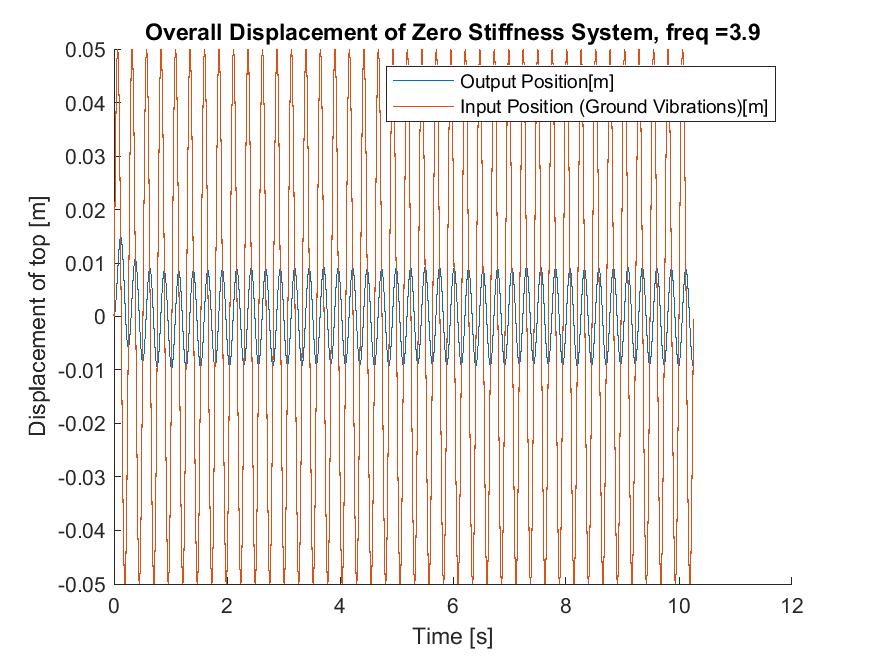 Overall Displacement of Zero Stiffness System, freq =3.9
Output Position[m]
Input Position (Ground Vibrations)[m]
Displacement of top [m]
0.05
0.04
0.03
0.02
0.01
0
-0.01
-0.02
-0.03
-0.04
-0.05
0 2 4 6 8 10 12
Time [s]